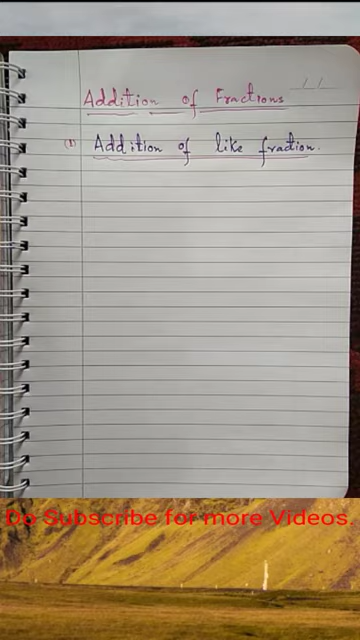 Addition of Fractions
(1) Addition of like fraction.
Do Subscribe for more Videos.